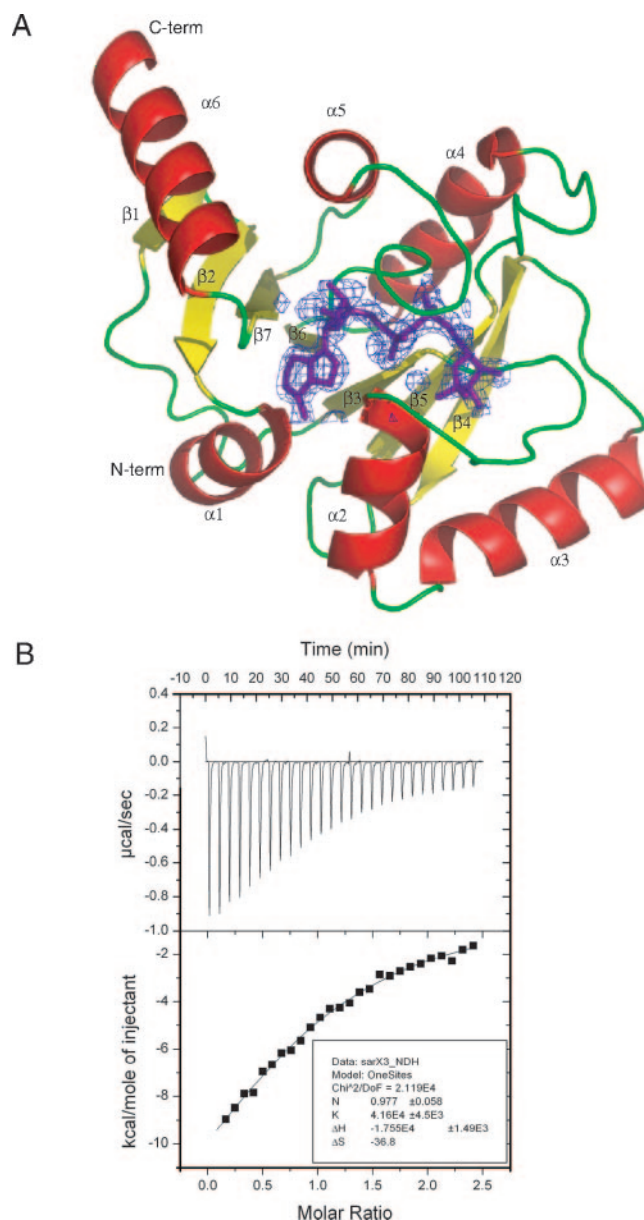 A
C-term
α6
α5
α4
β1
β2
β7
β6
β3
β5
β4
N-term
α1
α2
α3
B
Time (min)
-10 0 10 20 30 40 50 60 70 80 90 100 110 120
0.4
0.2
0.0
-0.2
-0.4
-0.6
-0.8
-1.0
µcal/sec
-2
-4
-6
-8
-10
kcal/mole of injectant
Data: sarX3_NDH
Model: OneSites
Chi^2/DoF = 2.119E4
N 0.977 ±0.058
K 4.16E4 ±4.5E3
ΔH -1.755E4 ±1.49E3
ΔS -36.8
0.0 0.5 1.0 1.5 2.0 2.5
Molar Ratio